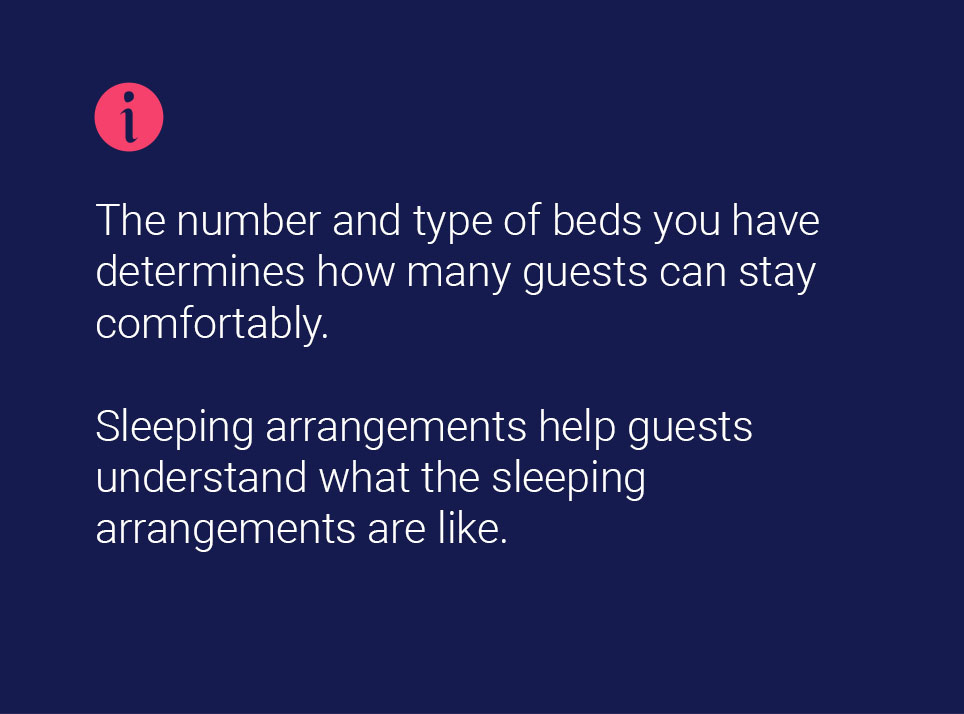 i
The number and type of beds you have
determines how many guests can stay
comfortably.
Sleeping arrangements help guests
understand what the sleeping
arrangements are like.